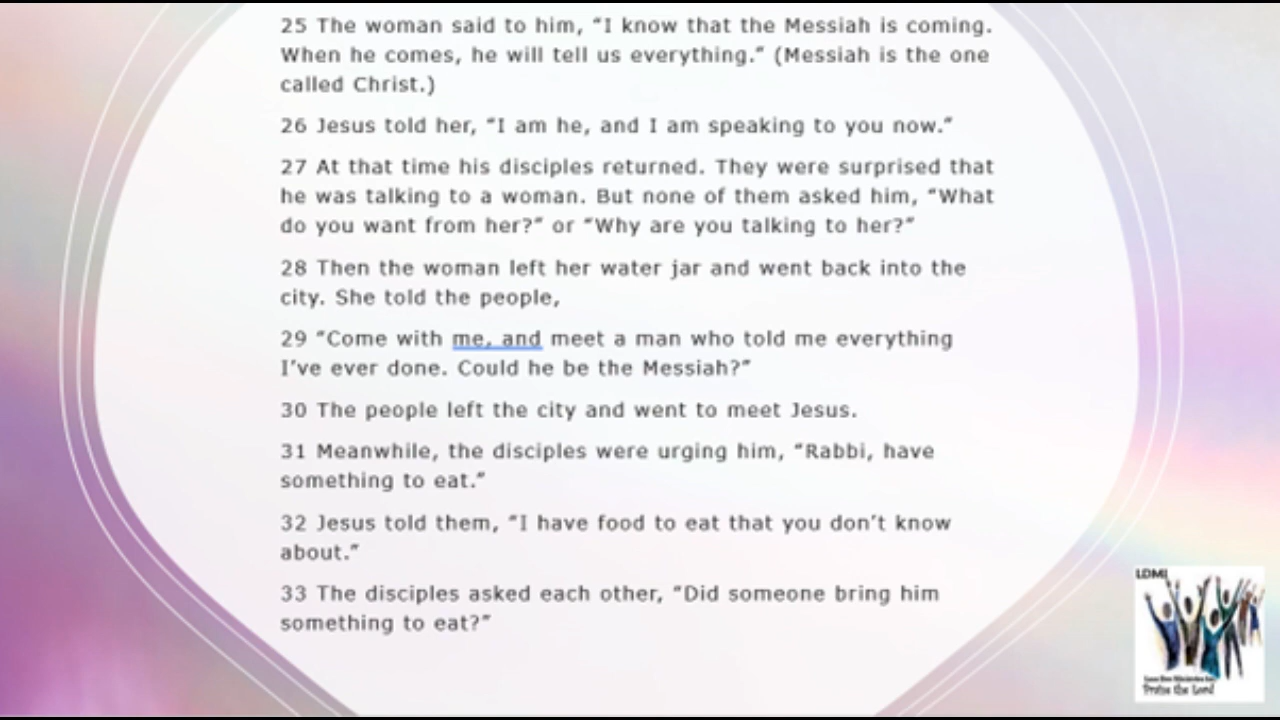 25 The woman said to him, “I know that the Messiah is coming.
When he comes, he will tell us everything.” (Messiah is the one
called Christ.)
26 Jesus told her, “I am he, and I am speaking to you now.”
27 At that time his disciples returned. They were surprised that
he was talking to a woman. But none of them asked him, “What
do you want from her?” or “Why are you talking to her?”
28 Then the woman left her water jar and went back into the
city. She told the people,
29 “Come with me, and meet a man who told me everything
I’ve ever done. Could he be the Messiah?”
30 The people left the city and went to meet Jesus.
31 Meanwhile, the disciples were urging him, “Rabbi, have
something to eat.”
32 Jesus told them, “I have food to eat that you don’t know
about.”
33 The disciples asked each other, “Did someone bring him
something to eat?”
LDMI
Praise the Lord